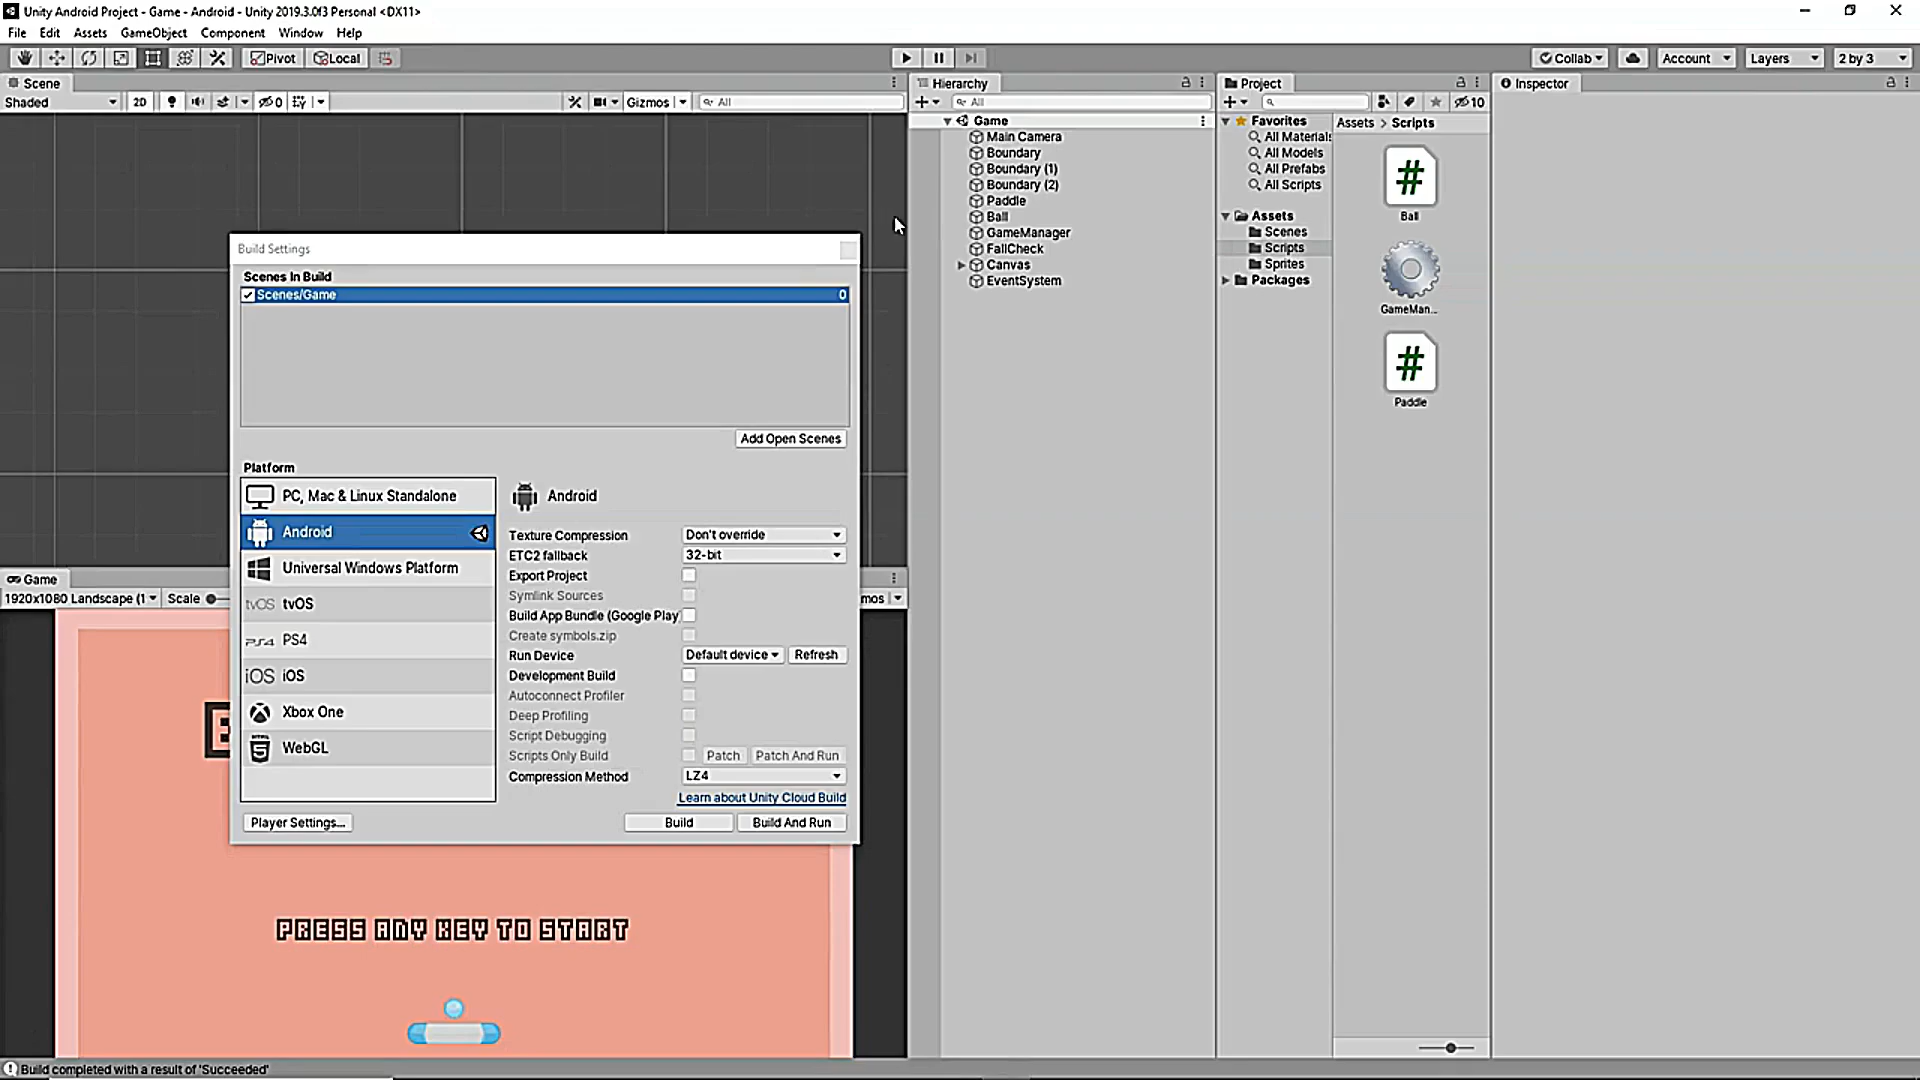 Unity Android Project - Game - Android - Unity 2019.3.0f3 Personal <DX11>
File Edit Assets GameObject Component Window Help
Pivot Local Collab Account Layers 2 by 3
Scene
Shaded 2D 0 Gizmos All
Hierarchy
All
Game
Main Camera
Boundary
Boundary (1)
Boundary (2)
Paddle
Ball
GameManager
FallCheck
Canvas
EventSystem
Project
10
Favorites
All Materials
All Models
All Prefabs
All Scripts
Assets
Scenes
Scripts
Sprites
Packages
Assets > Scripts
#
Ball
GameMan...
#
Paddle
Inspector
Build Settings
Scenes In Build
Scenes/Game 0
Add Open Scenes
Platform
PC, Mac & Linux Standalone
Android
Universal Windows Platform
tvOS tvOS
PS4 PS4
iOS iOS
Xbox One
HTML 5 WebGL
Android
Texture Compression Don't override
ETC2 fallback 32-bit
Export Project
Symlink Sources
Build App Bundle (Google Play
Create symbols.zip
Run Device Default device Refresh
Development Build
Autoconnect Profiler
Deep Profiling
Script Debugging
Scripts Only Build Patch Patch And Run
Compression Method LZ4
Learn about Unity Cloud Build
Player Settings... Build Build And Run
Game
1920x1080 Landscape (1 Scale mos
PRESS ANY KEY TO START
Build completed with a result of 'Succeeded'